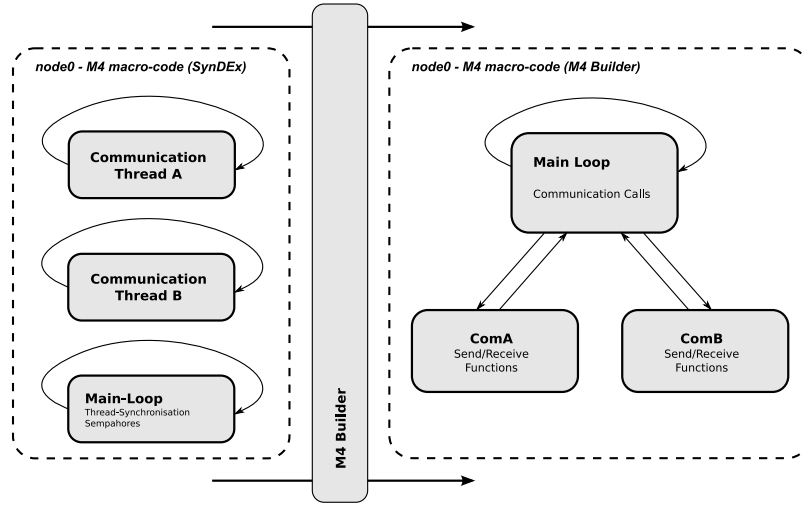 node0 - M4 macro-code (SynDEx)
Communication
Thread A
Communication
Thread B
Main-Loop
Thread-Synchronisation
Sempahores
M4 Builder
node0 - M4 macro-code (M4 Builder)
Main Loop
Communication Calls
ComA
Send/Receive
Functions
ComB
Send/Receive
Functions